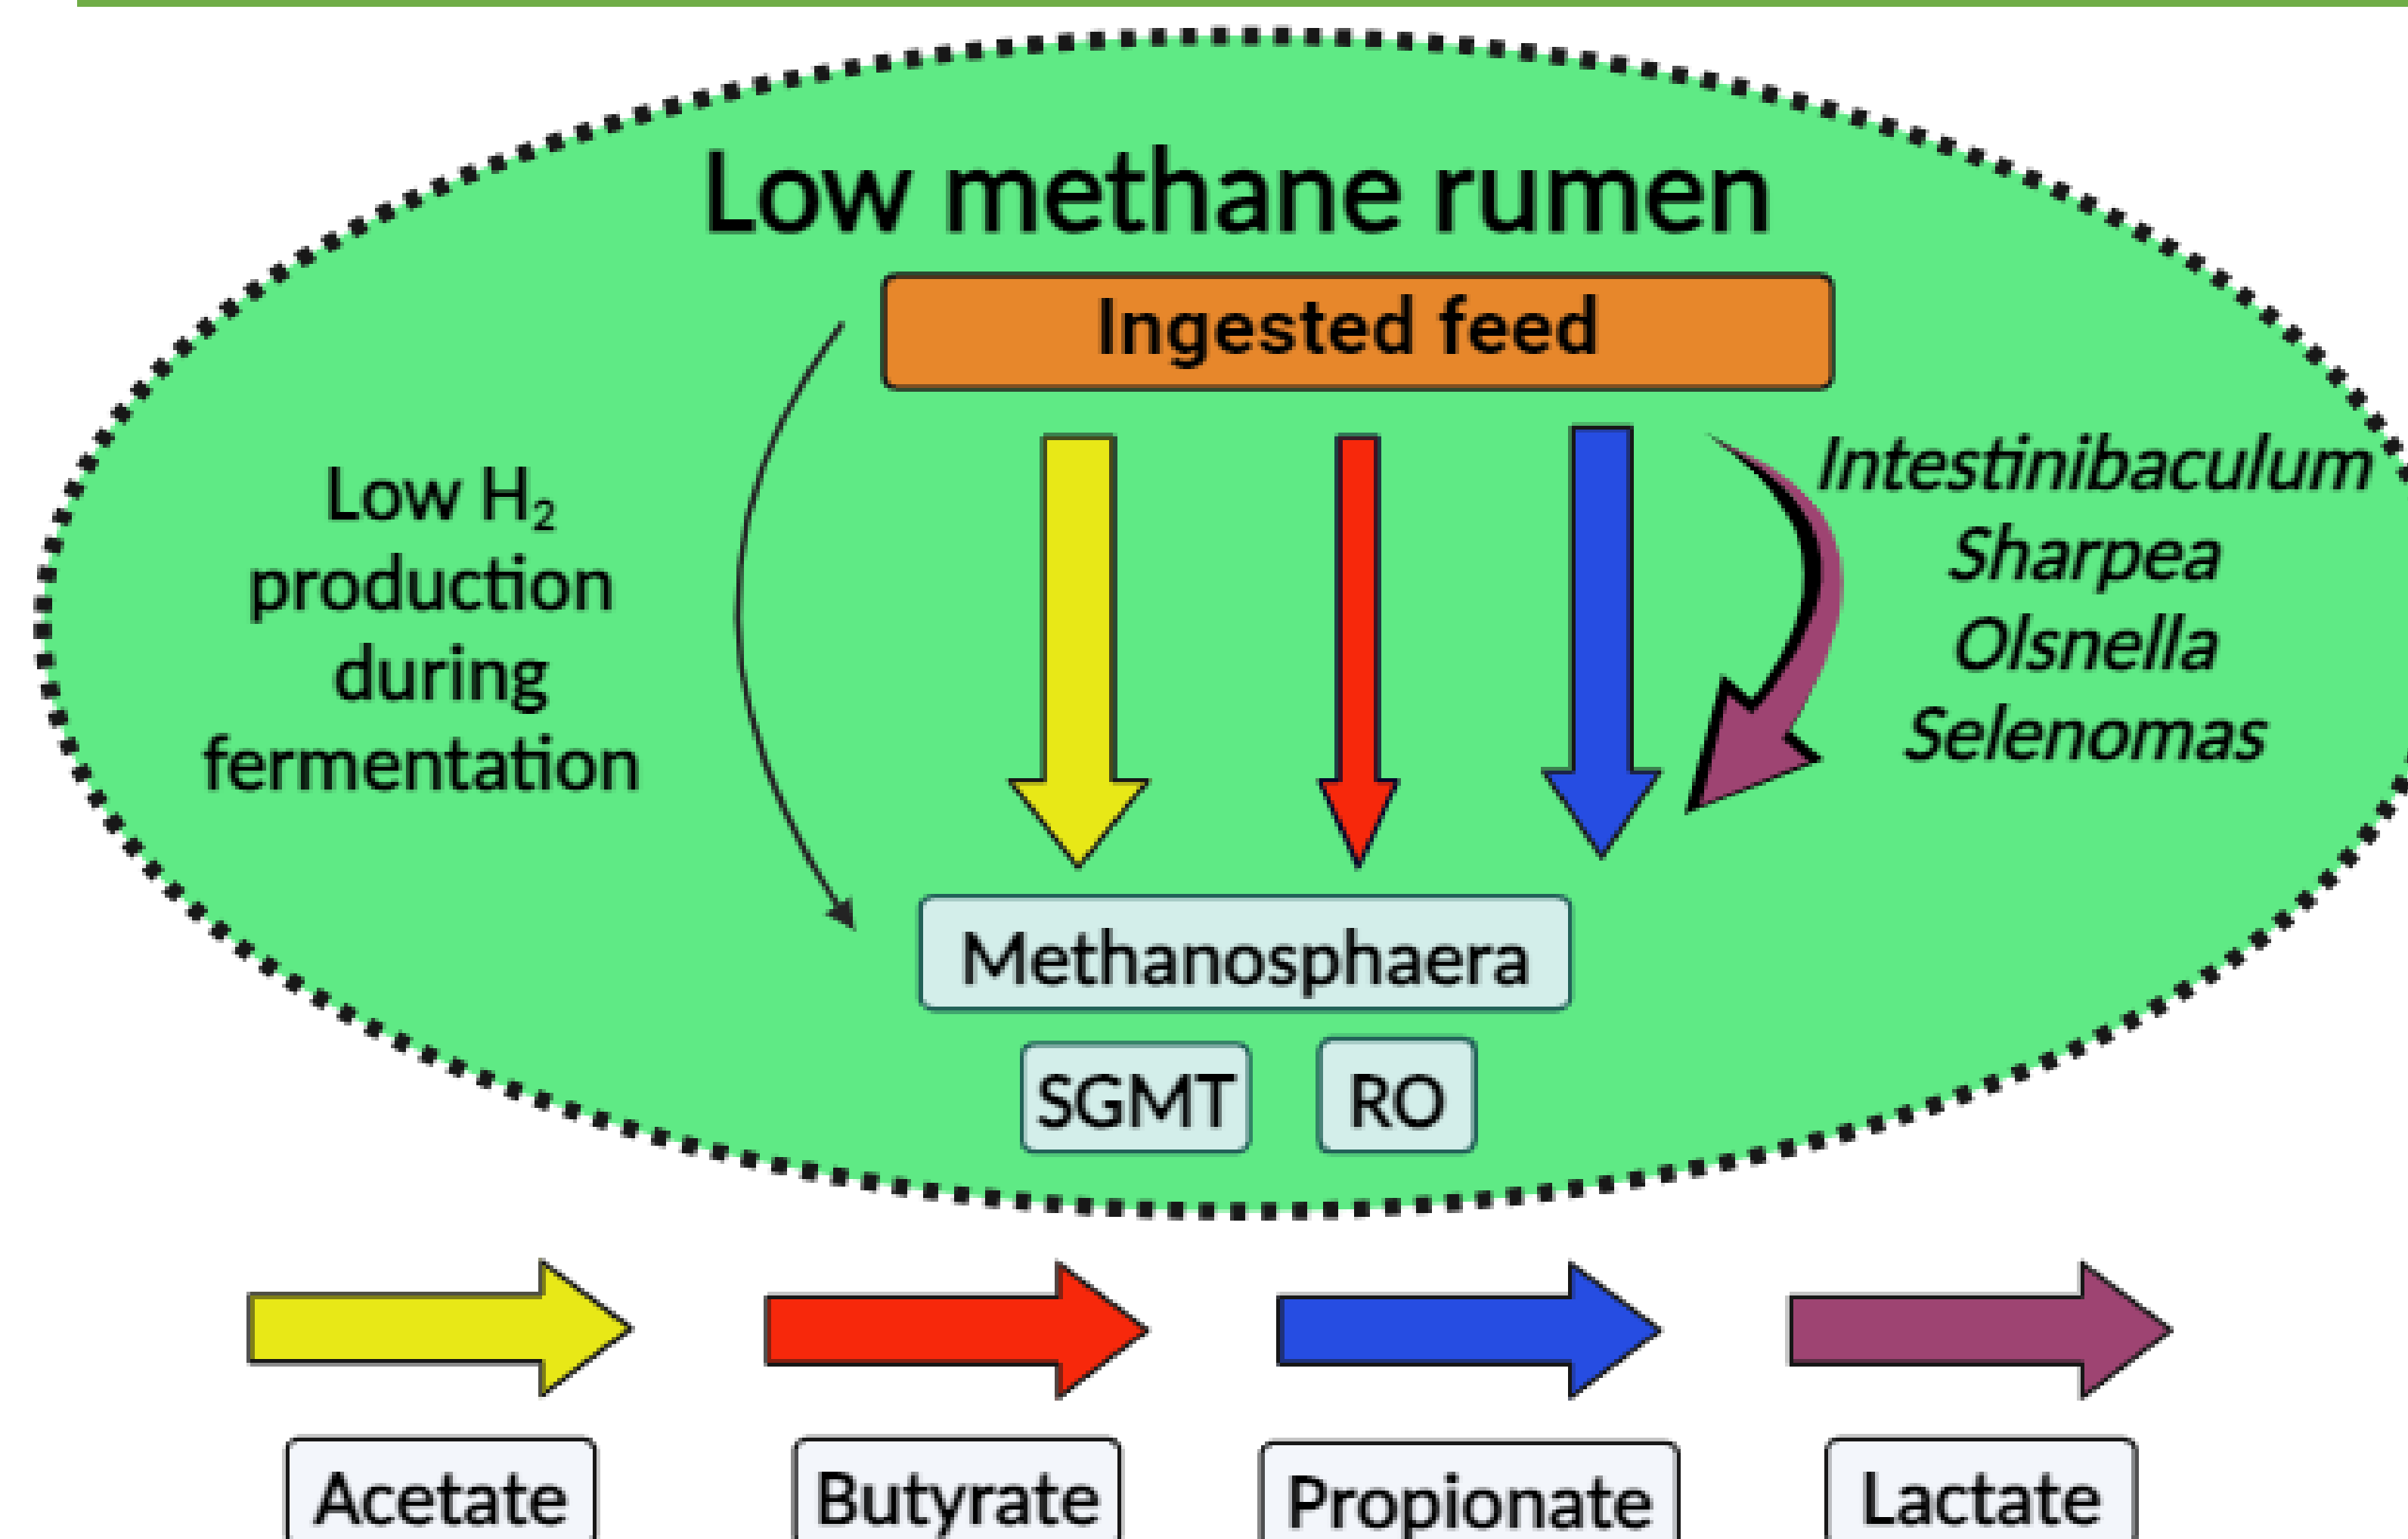 Low methane rumen
Ingested feed
Low H₂
production
during
fermentation
Intestinibaculum
Sharpea
Olsnella
Selenomas
Methanosphaera
SGMT
RO
Acetate
Butyrate
Propionate
Lactate